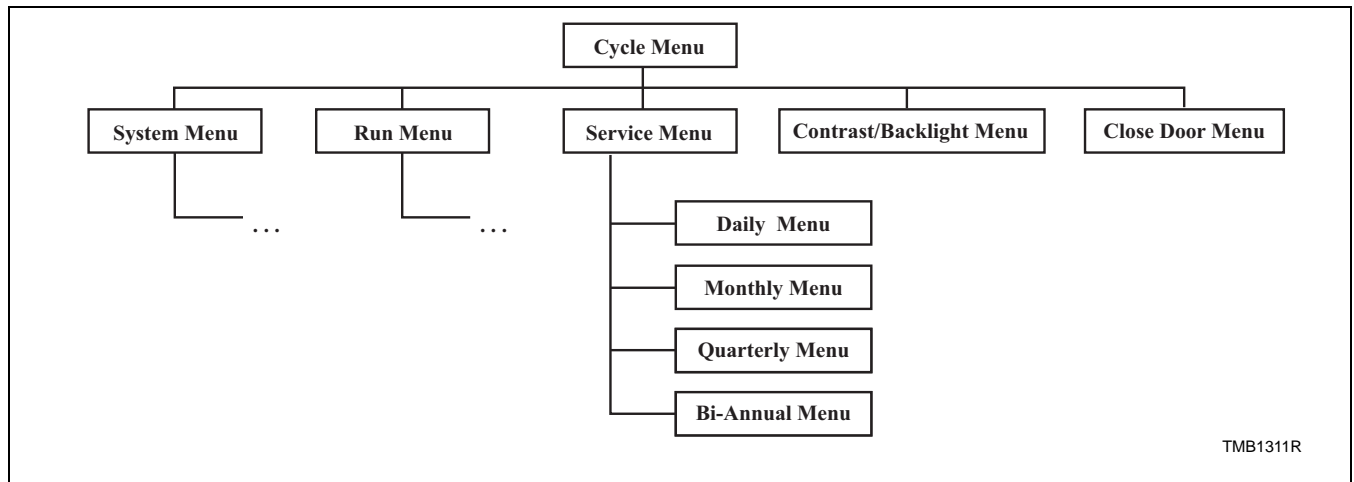 Cycle Menu
System Menu
Run Menu
Service Menu
Contrast/Backlight Menu
Close Door Menu
...
...
Daily Menu
Monthly Menu
Quarterly Menu
Bi-Annual Menu
TMB1311R